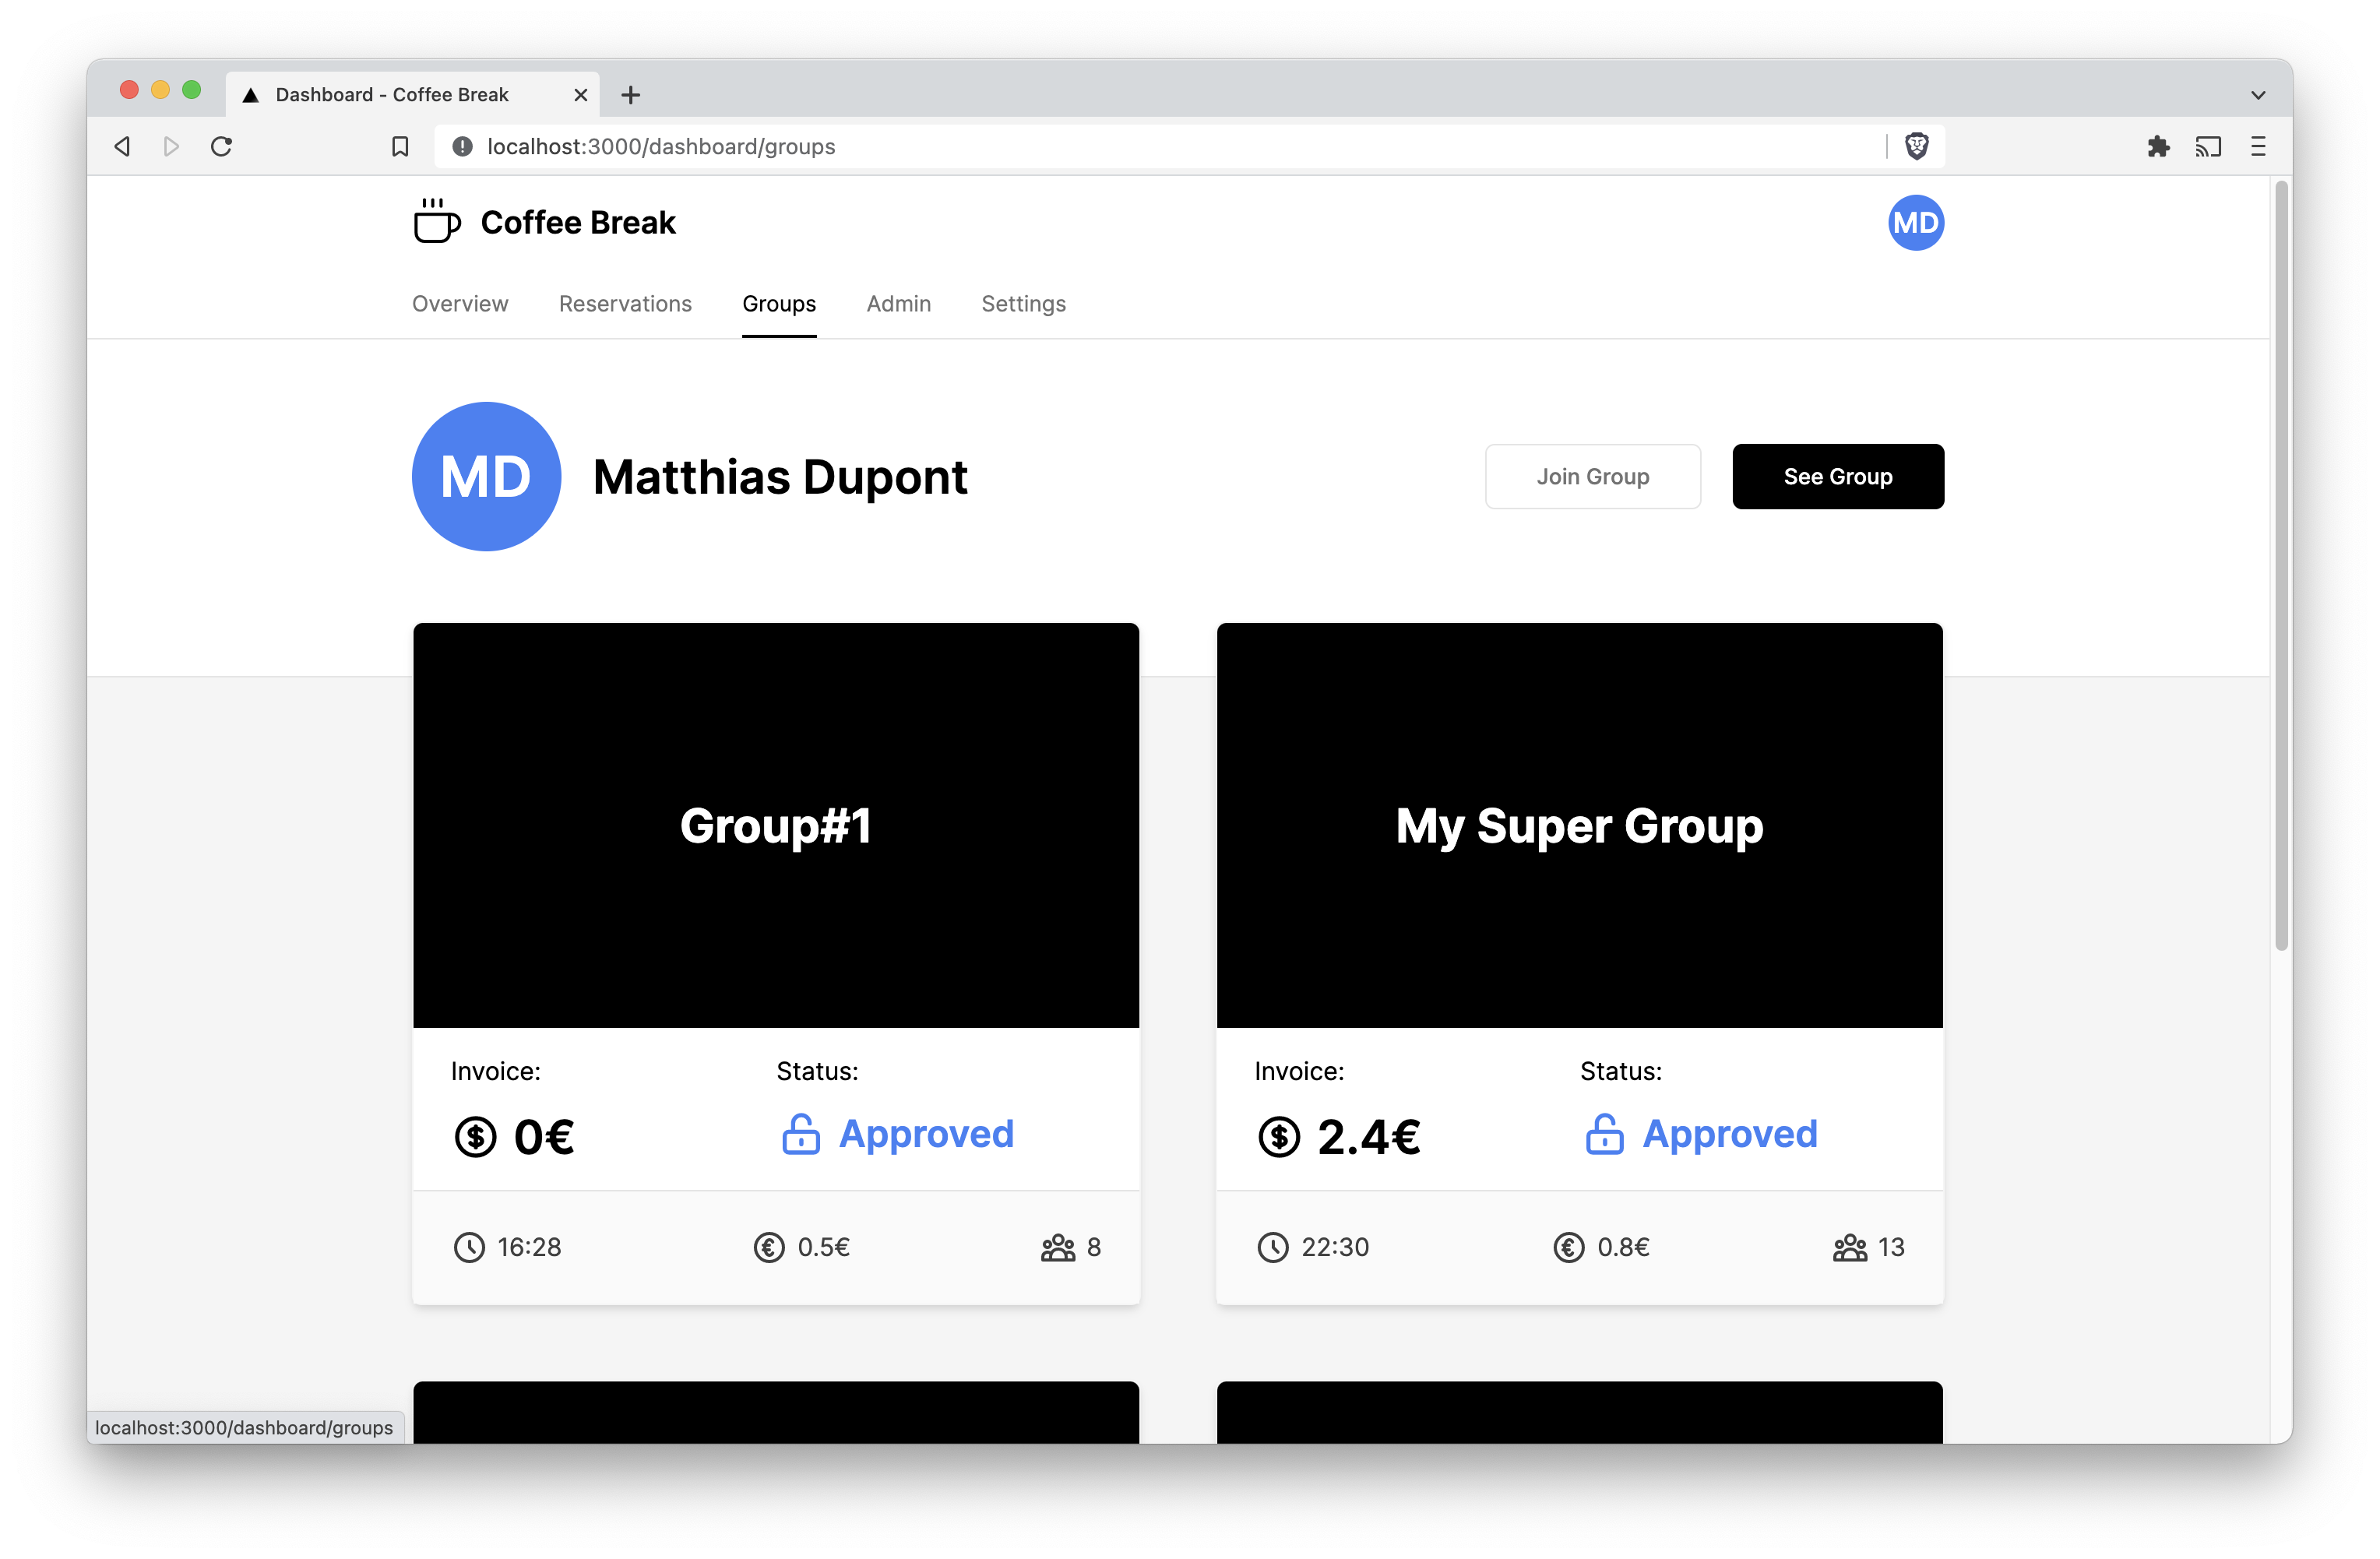 Dashboard - Coffee Break
localhost:3000/dashboard/groups
Coffee Break
MD
Overview Reservations Groups Admin Settings
MD
Matthias Dupont
Join Group
See Group
Group#1
My Super Group
Invoice: Status:
0€ Approved
16:28 0.5€ 8
Invoice: Status:
2.4€ Approved
22:30 0.8€ 13
localhost:3000/dashboard/groups